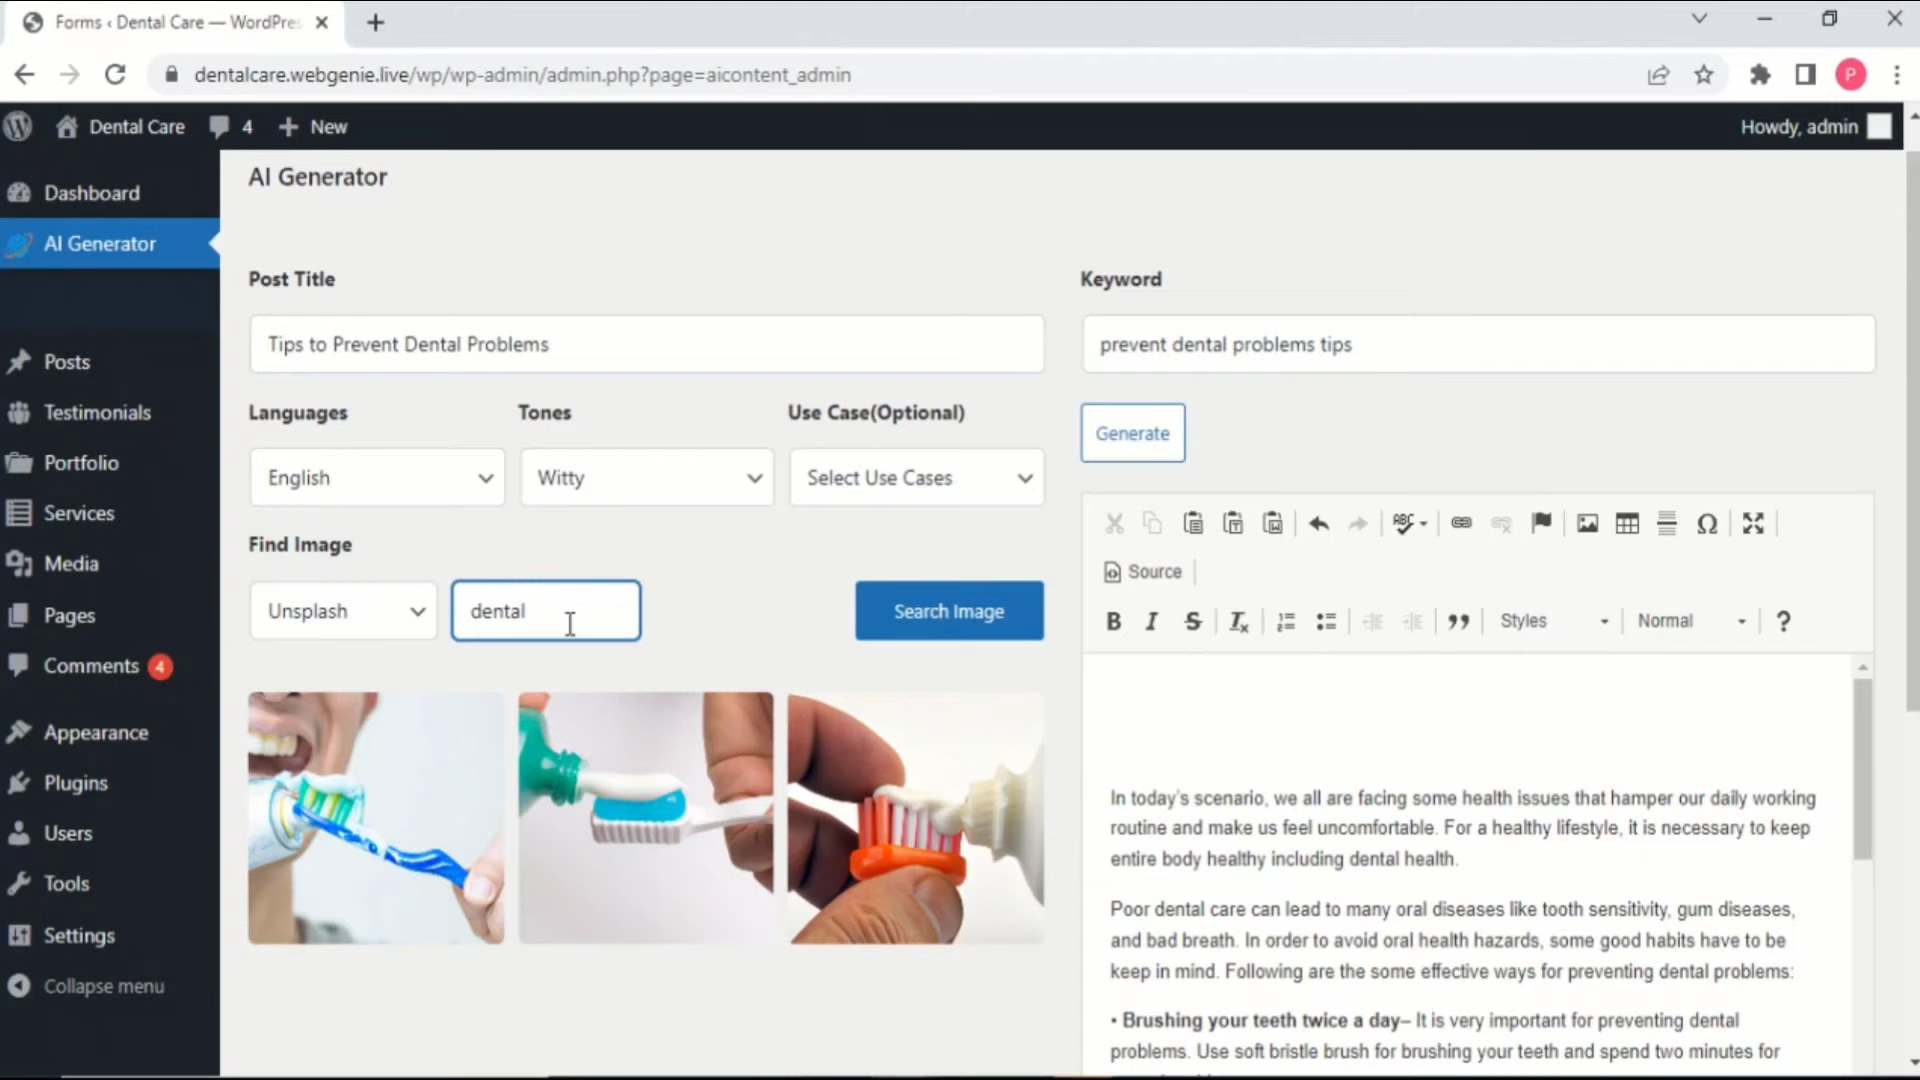 Forms ‹ Dental Care — WordPres
dentalcare.webgenie.live/wp/wp-admin/admin.php?page=aicontent_admin
P
Dental Care 4 New
Howdy, admin
Dashboard
AI Generator
Posts
Testimonials
Portfolio
Services
Media
Pages
Comments 4
Appearance
Plugins
Users
Tools
Settings
Collapse menu
AI Generator
Post Title
Tips to Prevent Dental Problems
Languages Tones Use Case(Optional)
English Witty Select Use Cases
Find Image
Unsplash dental Search Image
Keyword
prevent dental problems tips
Generate
ABC Ω
Source
B I S Ix Styles Normal ?
In today's scenario, we all are facing some health issues that hamper our daily working
routine and make us feel uncomfortable. For a healthy lifestyle, it is necessary to keep
entire body healthy including dental health.
Poor dental care can lead to many oral diseases like tooth sensitivity, gum diseases,
and bad breath. In order to avoid oral health hazards, some good habits have to be
keep in mind. Following are the some effective ways for preventing dental problems:
• Brushing your teeth twice a day– It is very important for preventing dental
problems. Use soft bristle brush for brushing your teeth and spend two minutes for